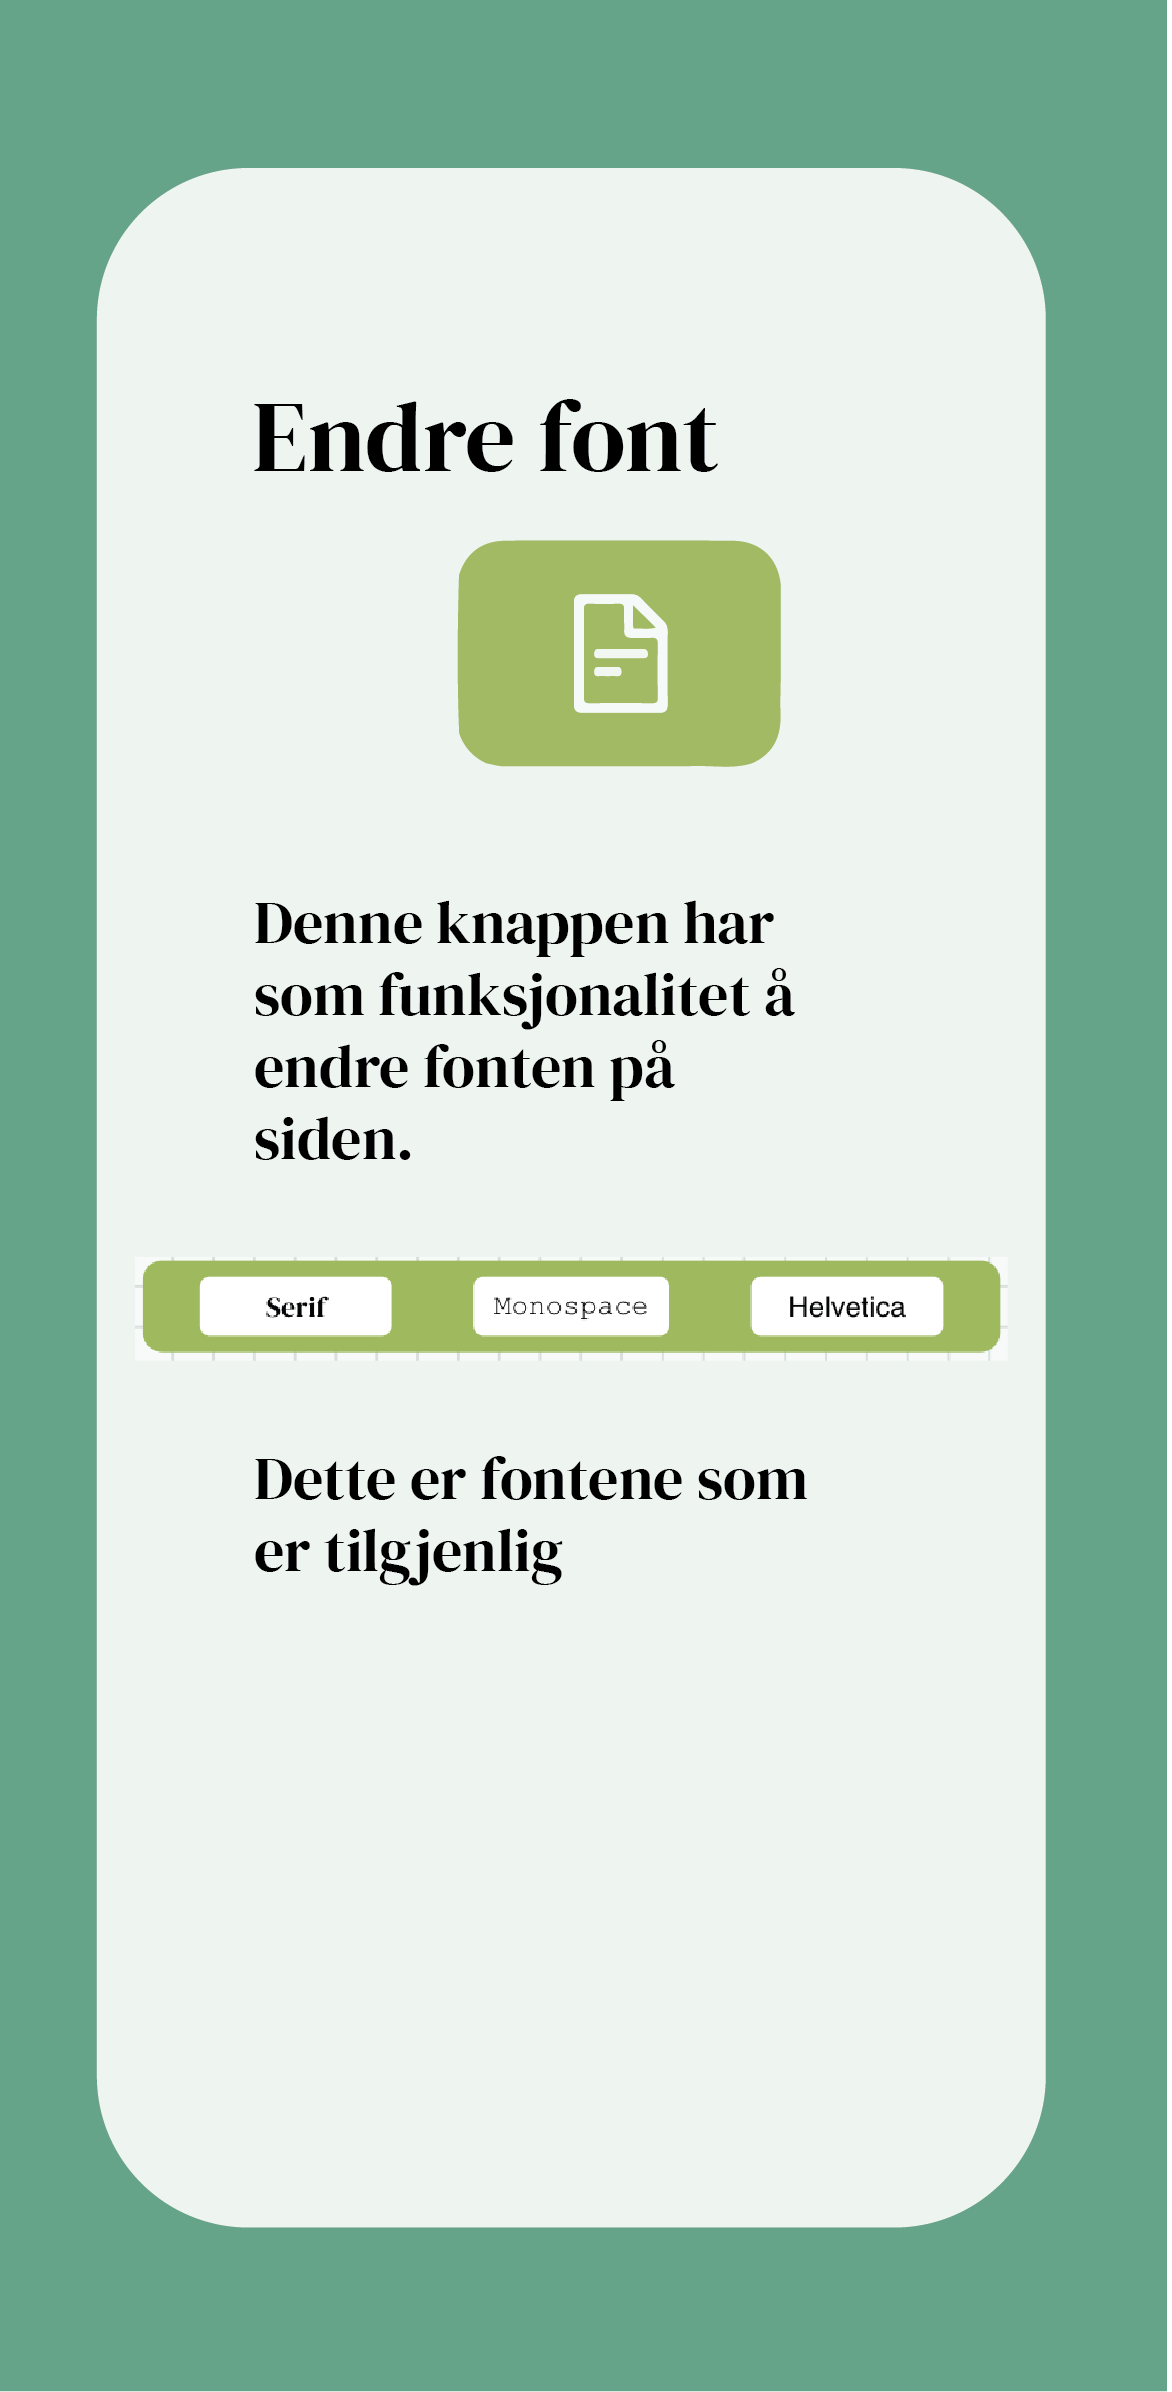 Endre font
Denne knappen har
som funksjonalitet å
endre fonten på
siden.
Serif Monospace Helvetica
Dette er fontene som
er tilgjenlig